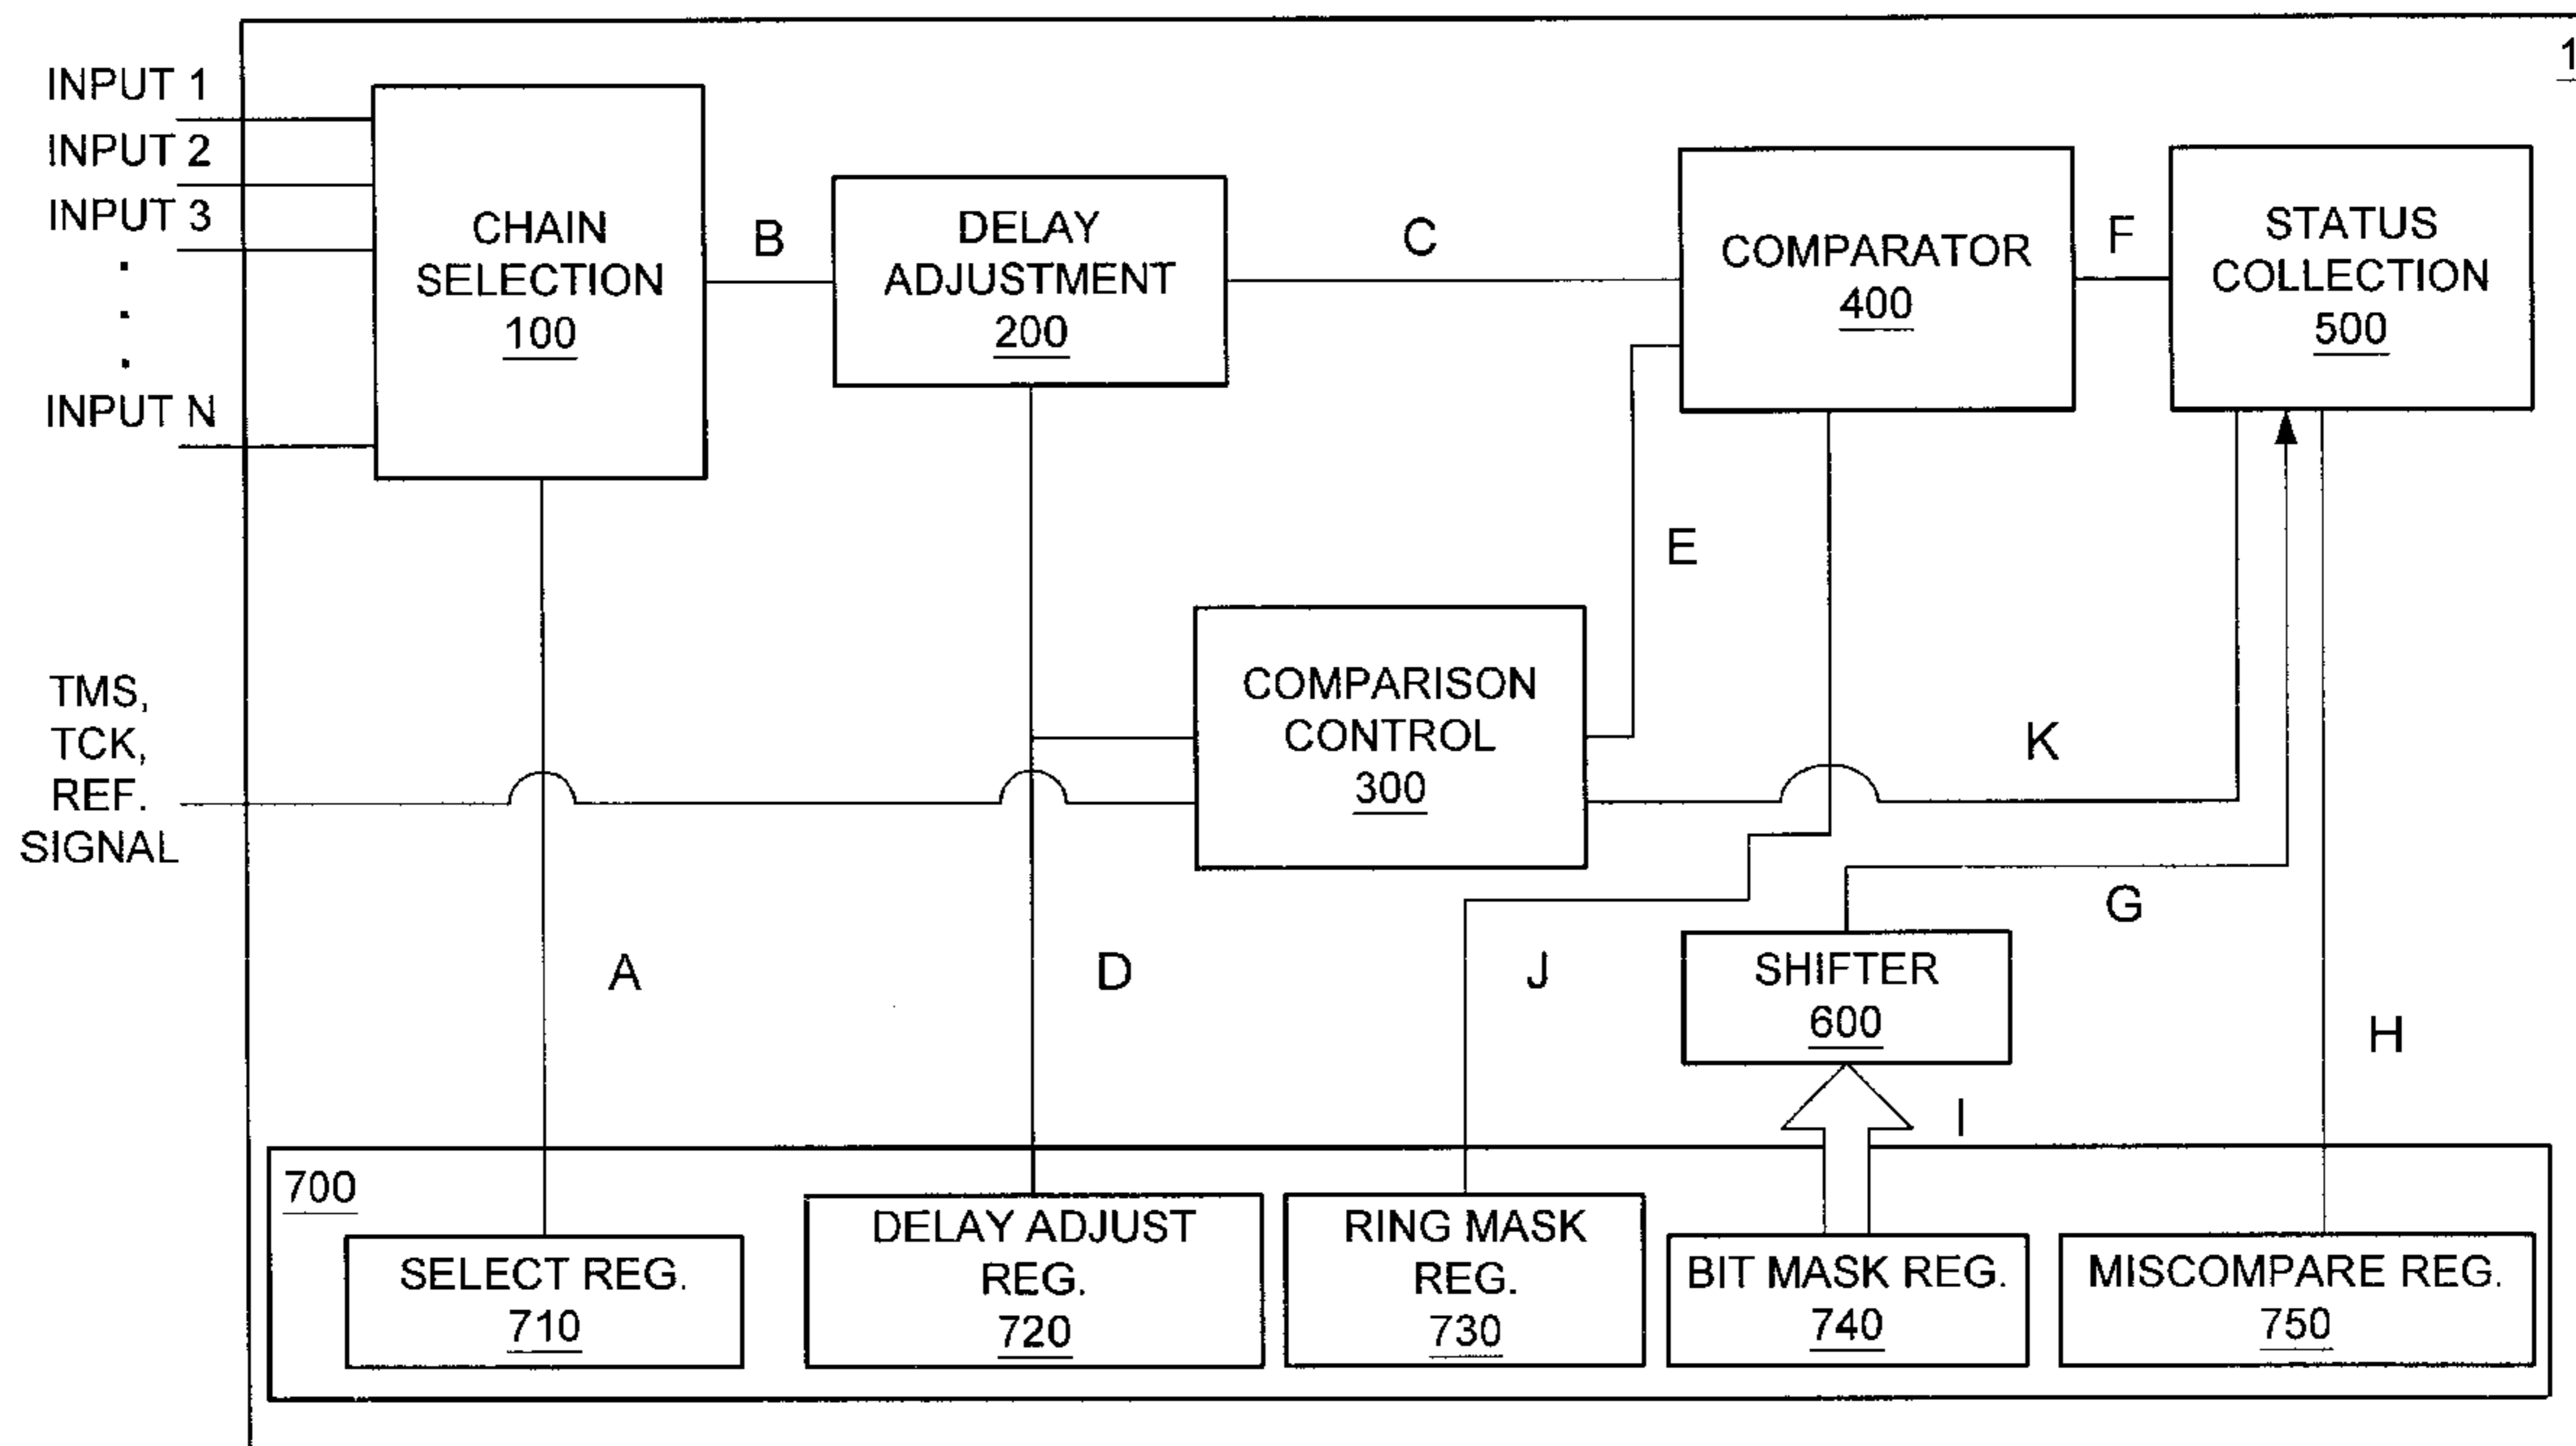 1
INPUT 1
INPUT 2
INPUT 3
INPUT N
CHAIN
SELECTION
100
B
DELAY
ADJUSTMENT
200
C
COMPARATOR
400
F
STATUS
COLLECTION
500
E
TMS,
TCK,
REF.
SIGNAL
COMPARISON
CONTROL
300
K
G
A
D
J
SHIFTER
600
H
I
700
SELECT REG.
710
DELAY ADJUST
REG.
720
RING MASK
REG.
730
BIT MASK REG.
740
MISCOMPARE REG.
750